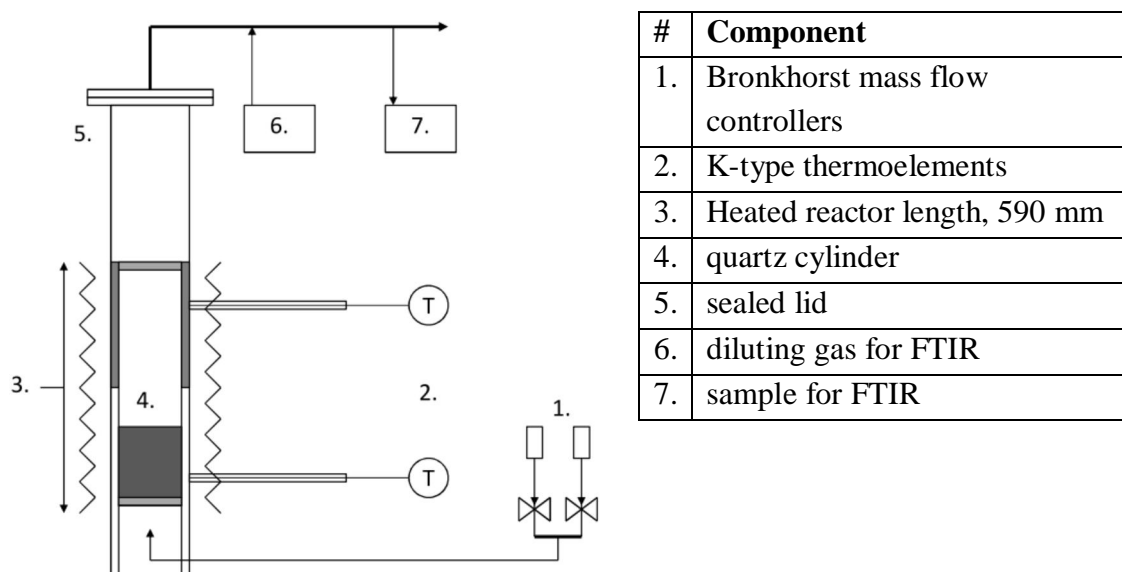 5.
6.
7.
T
3.
4.
2.
1.
T
# Component
1. Bronkhorst mass flow
controllers
2. K-type thermoelements
3. Heated reactor length, 590 mm
4. quartz cylinder
5. sealed lid
6. diluting gas for FTIR
7. sample for FTIR